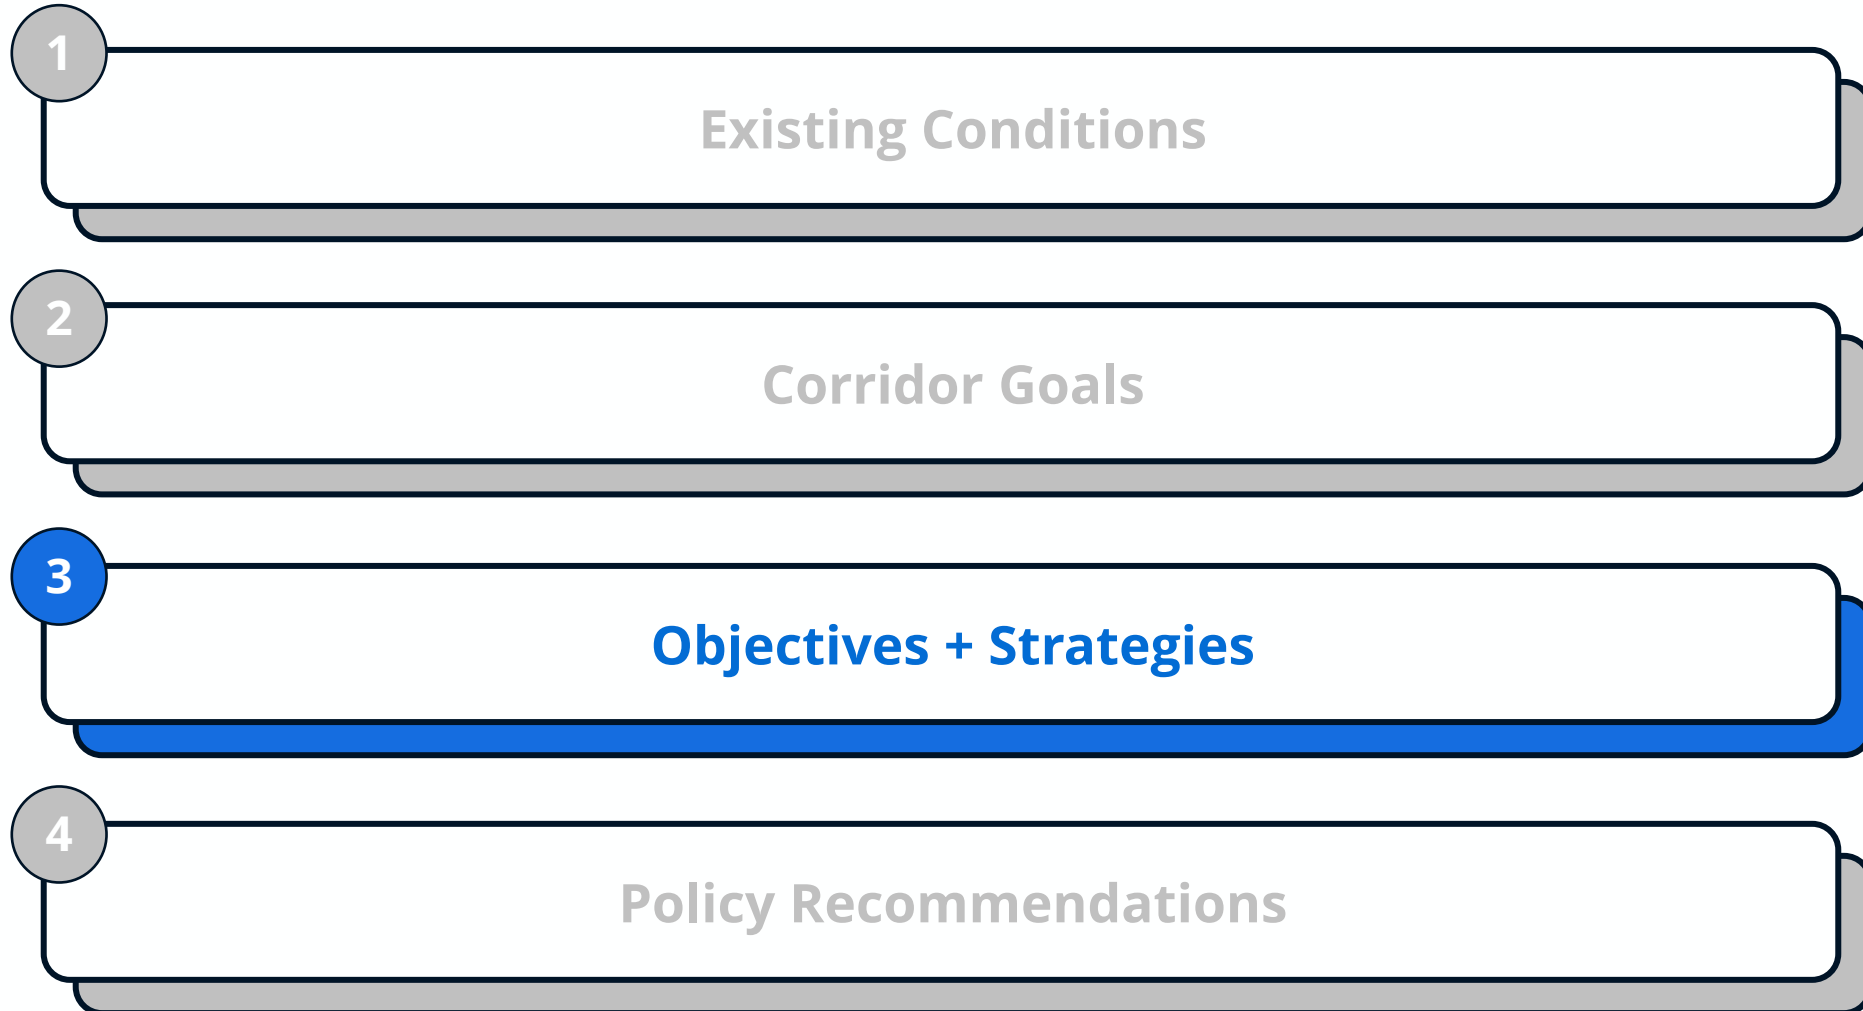 1
Existing Conditions
2
Corridor Goals
3
Objectives + Strategies
4
Policy Recommendations